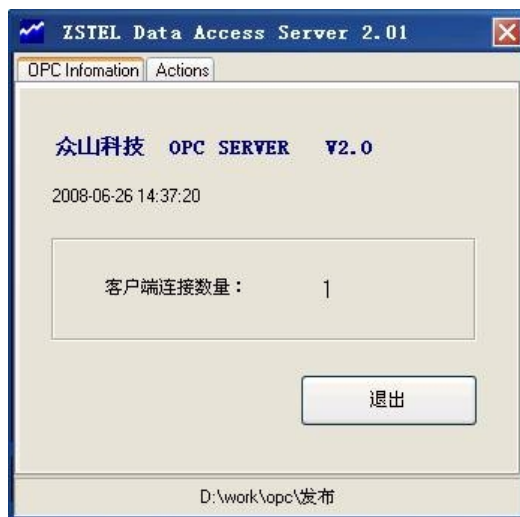 ZSTEL Data Access Server 2.01
OPC Infomation Actions
众山科技 OPC SERVER V2.0
2008-06-26 14:37:20
客户端连接数量： 1
退出
D:\work\opc\发布